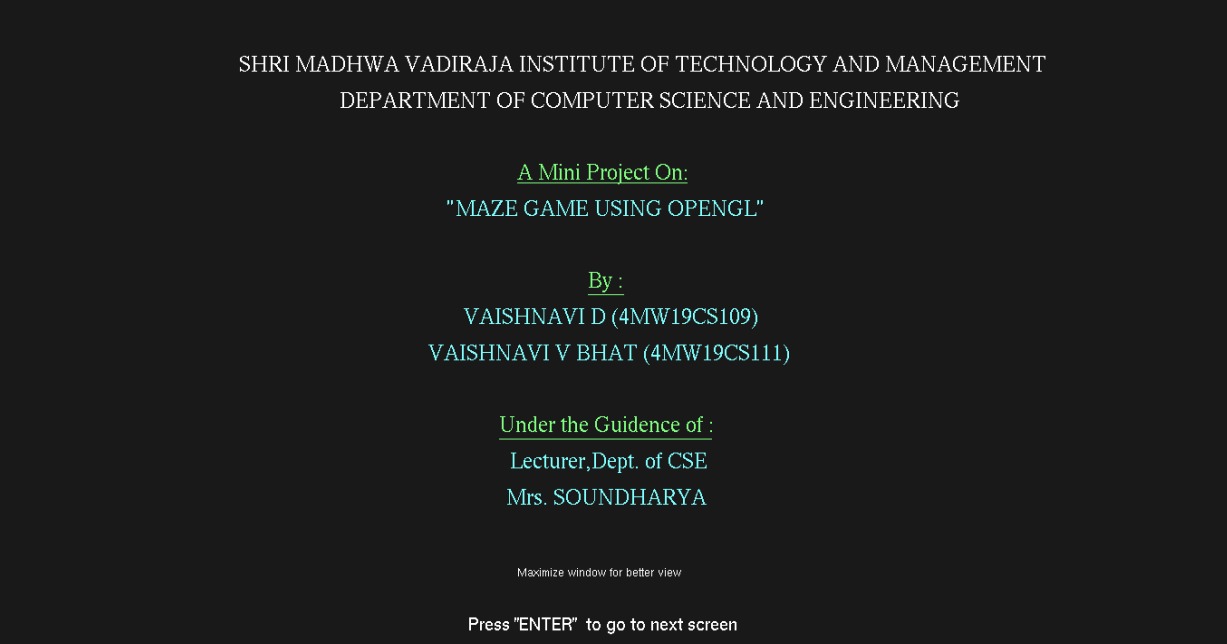 SHRI MADHWA VADIRAJA INSTITUTE OF TECHNOLOGY AND MANAGEMENT
DEPARTMENT OF COMPUTER SCIENCE AND ENGINEERING
A Mini Project On:
"MAZE GAME USING OPENGL"
By :
VAISHNAVI D (4MW19CS109)
VAISHNAVI V BHAT (4MW19CS111)
Under the Guidence of :
Lecturer,Dept. of CSE
Mrs. SOUNDHARYA
Maximize window for better view
Press "ENTER" to go to next screen